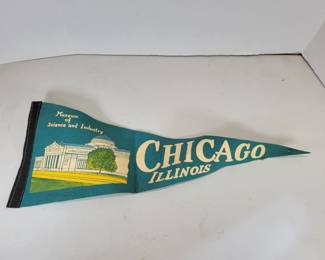 Museum
of
Science and Industry
CHICAGO
ILLINOIS